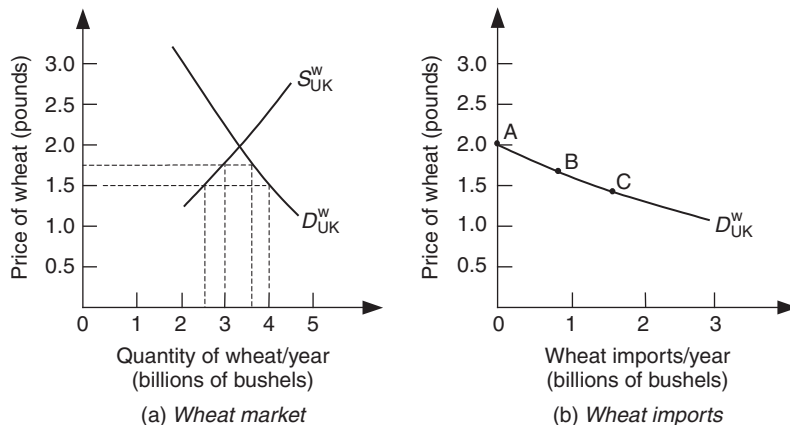 Price of wheat (pounds)
3.0
2.5
2.0
1.5
1.0
0.5
0
1
2
3
4
5
S^w_UK
D^w_UK
Quantity of wheat/year
(billions of bushels)
(a) Wheat market
Price of wheat (pounds)
3.0
2.5
2.0
1.5
1.0
0.5
0
1
2
3
A
B
C
D^w_UK
Wheat imports/year
(billions of bushels)
(b) Wheat imports